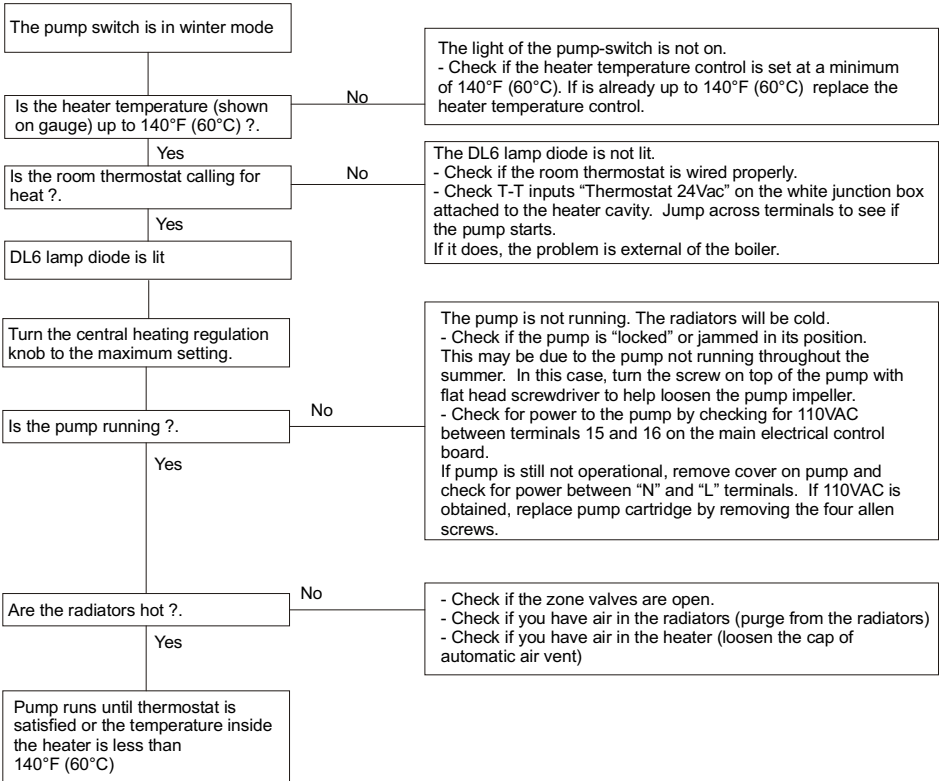 The pump switch is in winter mode
The light of the pump-switch is not on.
- Check if the heater temperature control is set at a minimum
of 140°F (60°C). If is already up to 140°F (60°C) replace the
heater temperature control.
No
Is the heater temperature (shown
on gauge) up to 140°F (60°C) ?.
Yes
The DL6 lamp diode is not lit.
- Check if the room thermostat is wired properly.
- Check T-T inputs “Thermostat 24Vac” on the white junction box
attached to the heater cavity. Jump across terminals to see if
the pump starts.
If it does, the problem is external of the boiler.
No
Is the room thermostat calling for
heat ?.
Yes
DL6 lamp diode is lit
Turn the central heating regulation
knob to the maximum setting.
The pump is not running. The radiators will be cold.
- Check if the pump is “locked” or jammed in its position.
This may be due to the pump not running throughout the
summer. In this case, turn the screw on top of the pump with
flat head screwdriver to help loosen the pump impeller.
- Check for power to the pump by checking for 110VAC
between terminals 15 and 16 on the main electrical control
board.
If pump is still not operational, remove cover on pump and
check for power between “N” and “L” terminals. If 110VAC is
obtained, replace pump cartridge by removing the four allen
screws.
No
Is the pump running ?.
Yes
No
Are the radiators hot ?.
- Check if the zone valves are open.
- Check if you have air in the radiators (purge from the radiators)
- Check if you have air in the heater (loosen the cap of
automatic air vent)
Yes
Pump runs until thermostat is
satisfied or the temperature inside
the heater is less than
140°F (60°C)